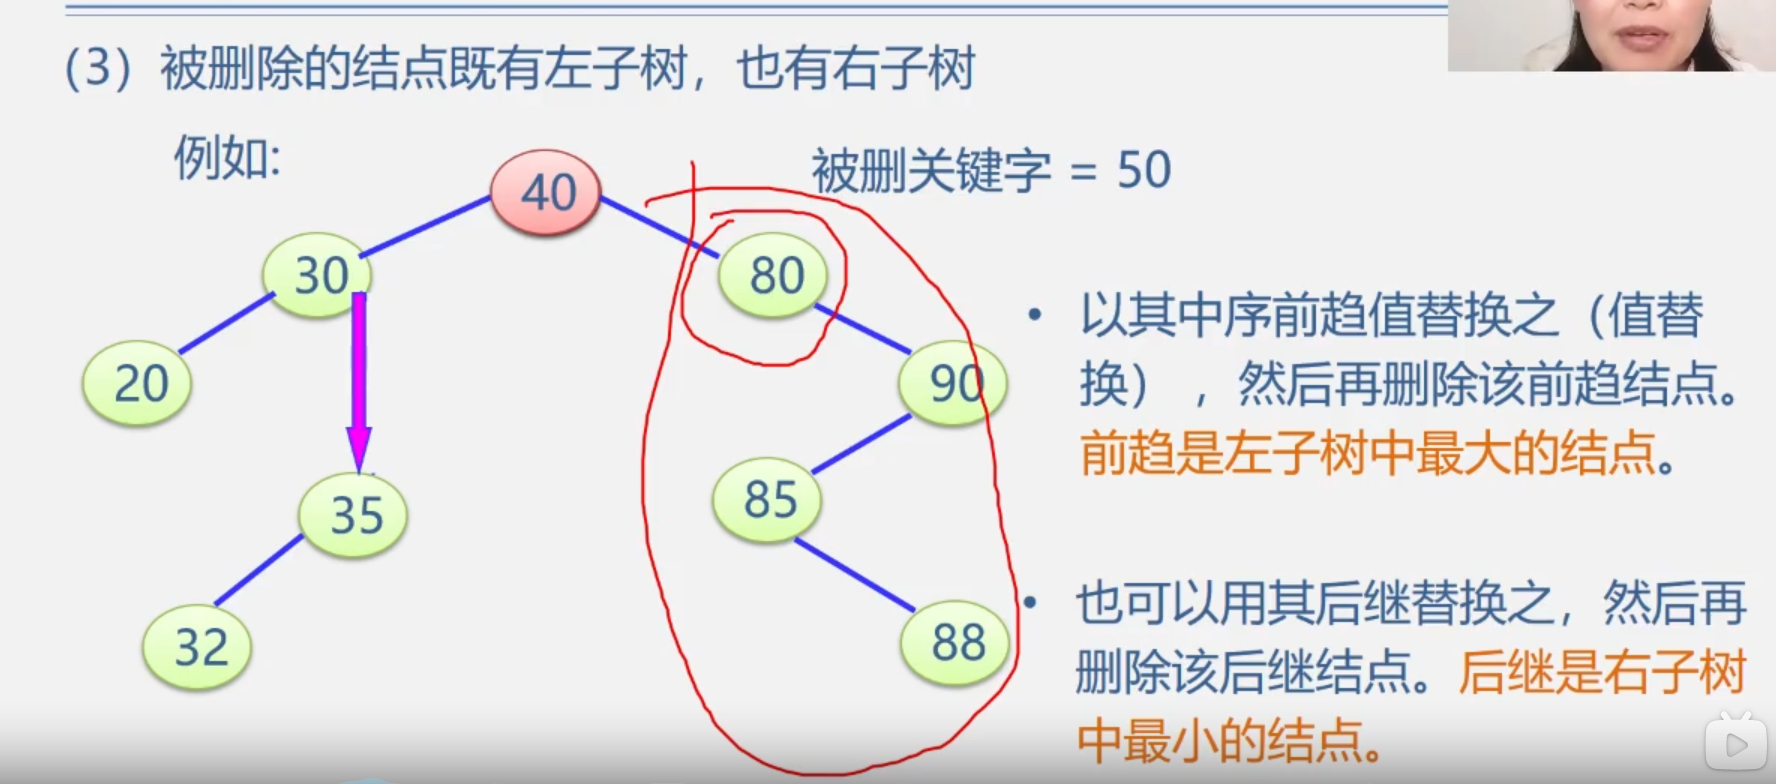 （3）被删除的结点既有左子树，也有右子树
例如:
被删关键字 = 50
40
30
80
20
90
35
85
32
88
• 以其中序前趋值替换之（值替
换），然后再删除该前趋结点。
前趋是左子树中最大的结点。
• 也可以用其后继替换之，然后再
删除该后继结点。后继是右子树
中最小的结点。